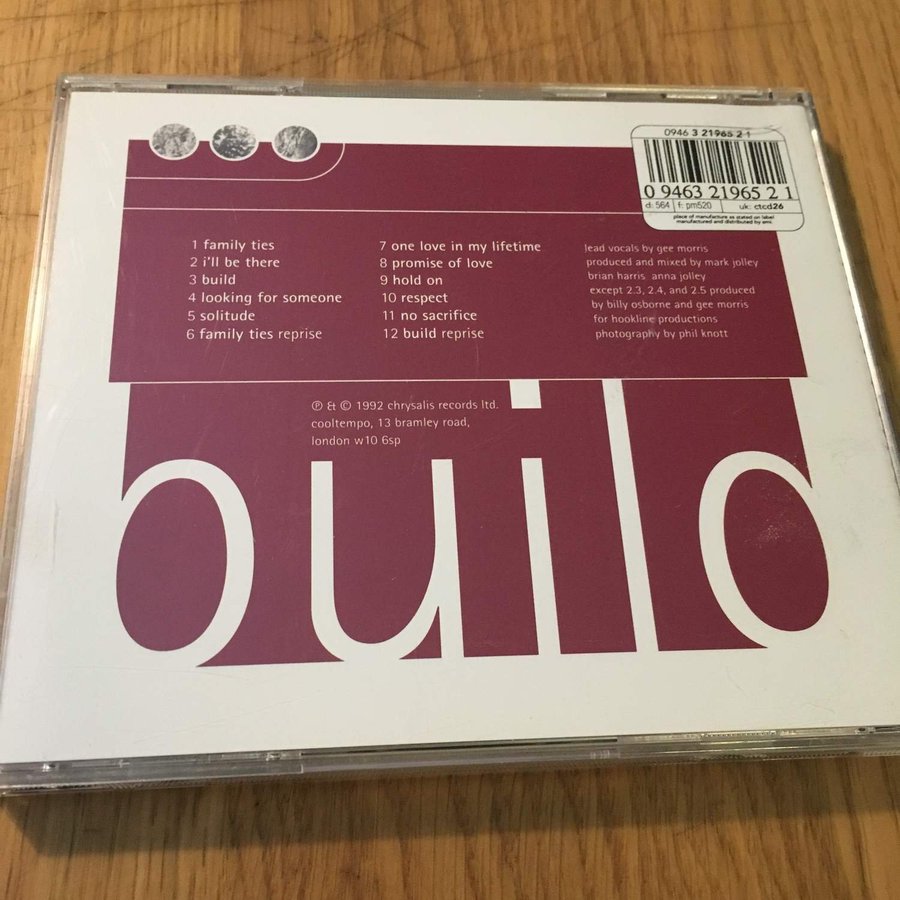 0946 3 21965 2 1
0 09463 21965 2 1
d: 564 f: pm520 uk: ctcd26
place of manufacture as stated on label
manufactured and distributed by emi.
1 family ties
2 i'll be there
3 build
4 looking for someone
5 solitude
6 family ties reprise
7 one love in my lifetime
8 promise of love
9 hold on
10 respect
11 no sacrifice
12 build reprise
lead vocals by gee morris
produced and mixed by mark jolley
brian harris anna jolley
except 2.3, 2.4, and 2.5 produced
by billy osborne and gee morris
for hookline productions
photography by phil knott
℗ & © 1992 chrysalis records ltd.
cooltempo, 13 bramley road,
london w10 6sp
build